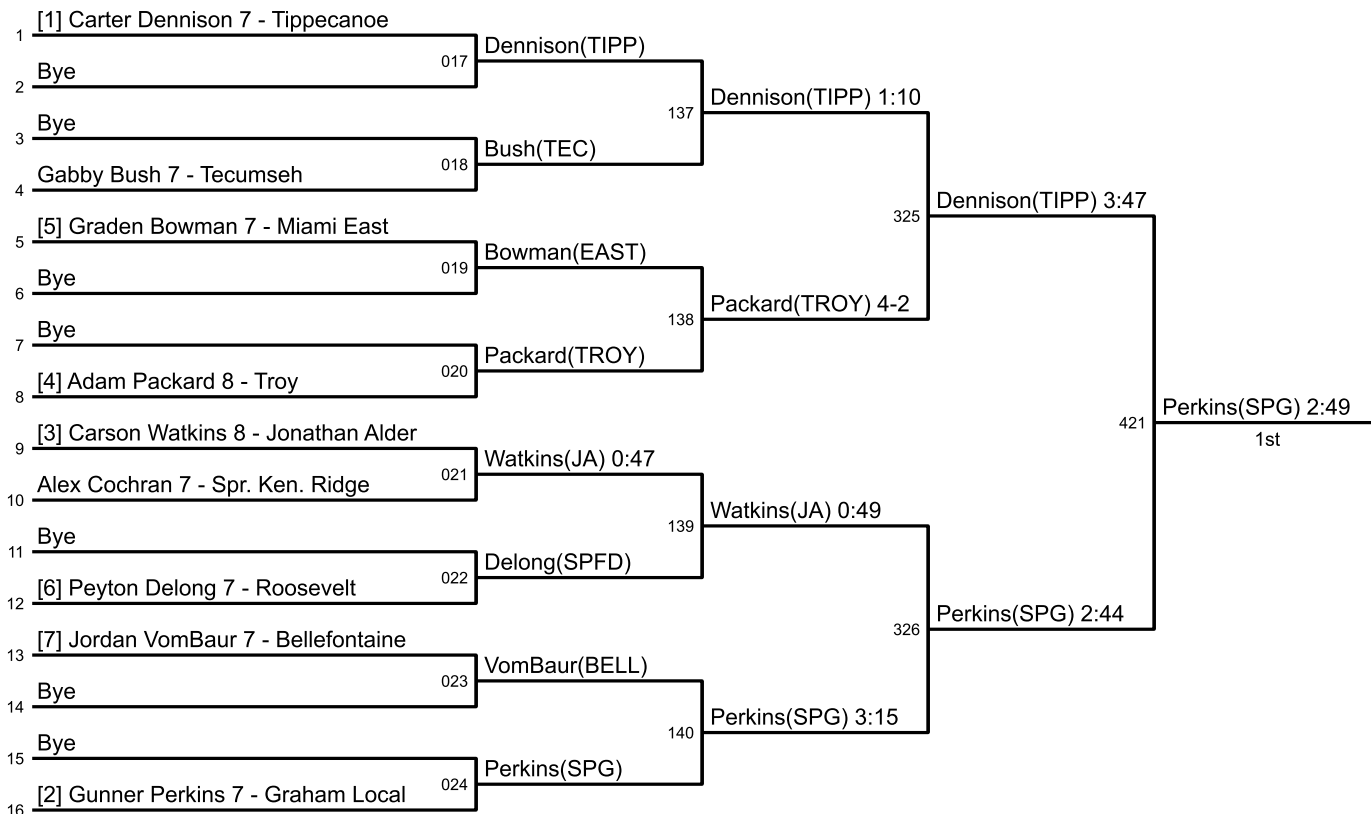 1 [1] Carter Dennison 7 - Tippecanoe
2 Bye
017
Dennison(TIPP)
3 Bye
4 Gabby Bush 7 - Tecumseh
018
Bush(TEC)
137
Dennison(TIPP) 1:10
5 [5] Graden Bowman 7 - Miami East
6 Bye
019
Bowman(EAST)
7 Bye
8 [4] Adam Packard 8 - Troy
020
Packard(TROY)
138
Packard(TROY) 4-2
325
Dennison(TIPP) 3:47
9 [3] Carson Watkins 8 - Jonathan Alder
10 Alex Cochran 7 - Spr. Ken. Ridge
021
Watkins(JA) 0:47
11 Bye
12 [6] Peyton Delong 7 - Roosevelt
022
Delong(SPFD)
139
Watkins(JA) 0:49
13 [7] Jordan VomBaur 7 - Bellefontaine
14 Bye
023
VomBaur(BELL)
15 Bye
16 [2] Gunner Perkins 7 - Graham Local
024
Perkins(SPG)
140
Perkins(SPG) 3:15
326
Perkins(SPG) 2:44
421
Perkins(SPG) 2:49
1st